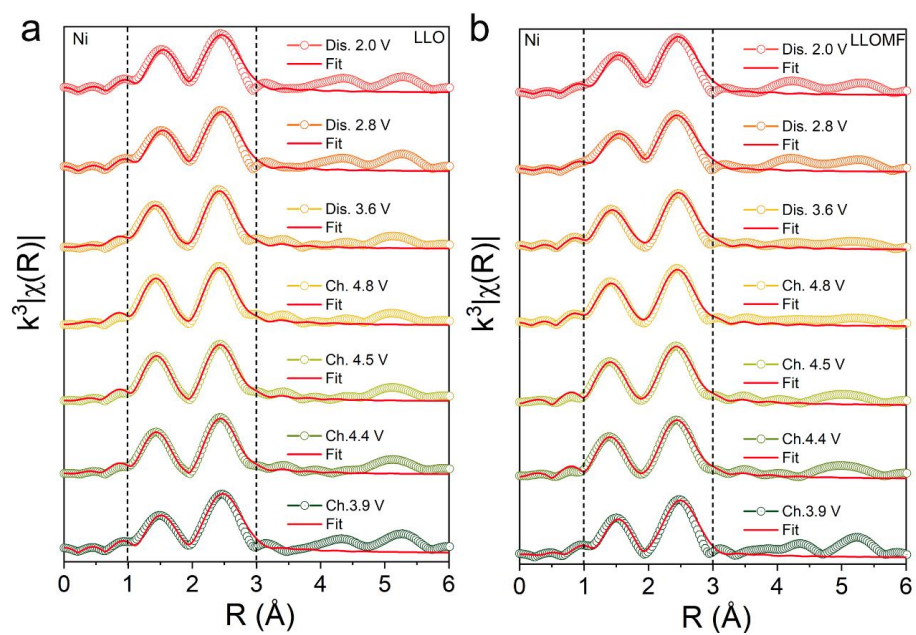 a
Ni
LLO
Dis. 2.0 V
Fit
Dis. 2.8 V
Fit
Dis. 3.6 V
Fit
Ch. 4.8 V
Fit
Ch. 4.5 V
Fit
Ch.4.4 V
Fit
Ch.3.9 V
Fit
k³|χ(R)|
0 1 2 3 4 5 6
R (Å)
b
Ni
LLOMF
Dis. 2.0 V
Fit
Dis. 2.8 V
Fit
Dis. 3.6 V
Fit
Ch. 4.8 V
Fit
Ch. 4.5 V
Fit
Ch.4.4 V
Fit
Ch.3.9 V
Fit
k³|χ(R)|
0 1 2 3 4 5 6
R (Å)